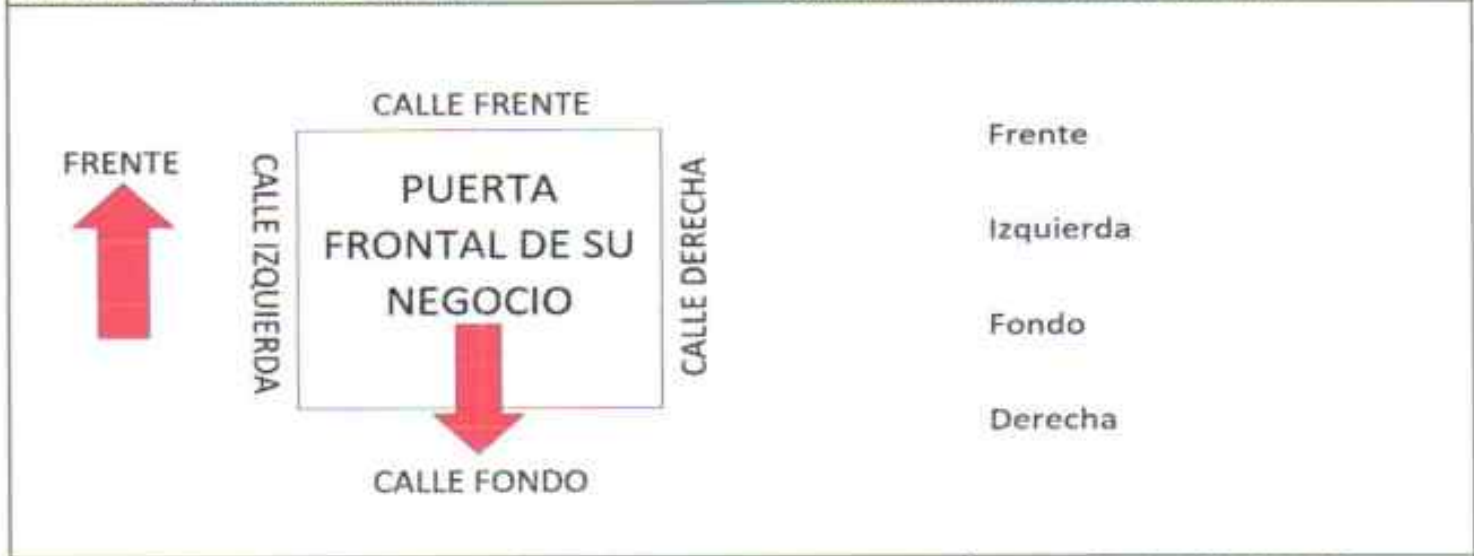 CALLE FRENTE
FRENTE
CALLE IZQUIERDA
PUERTA
FRONTAL DE SU
NEGOCIO
CALLE DERECHA
CALLE FONDO
Frente
Izquierda
Fondo
Derecha